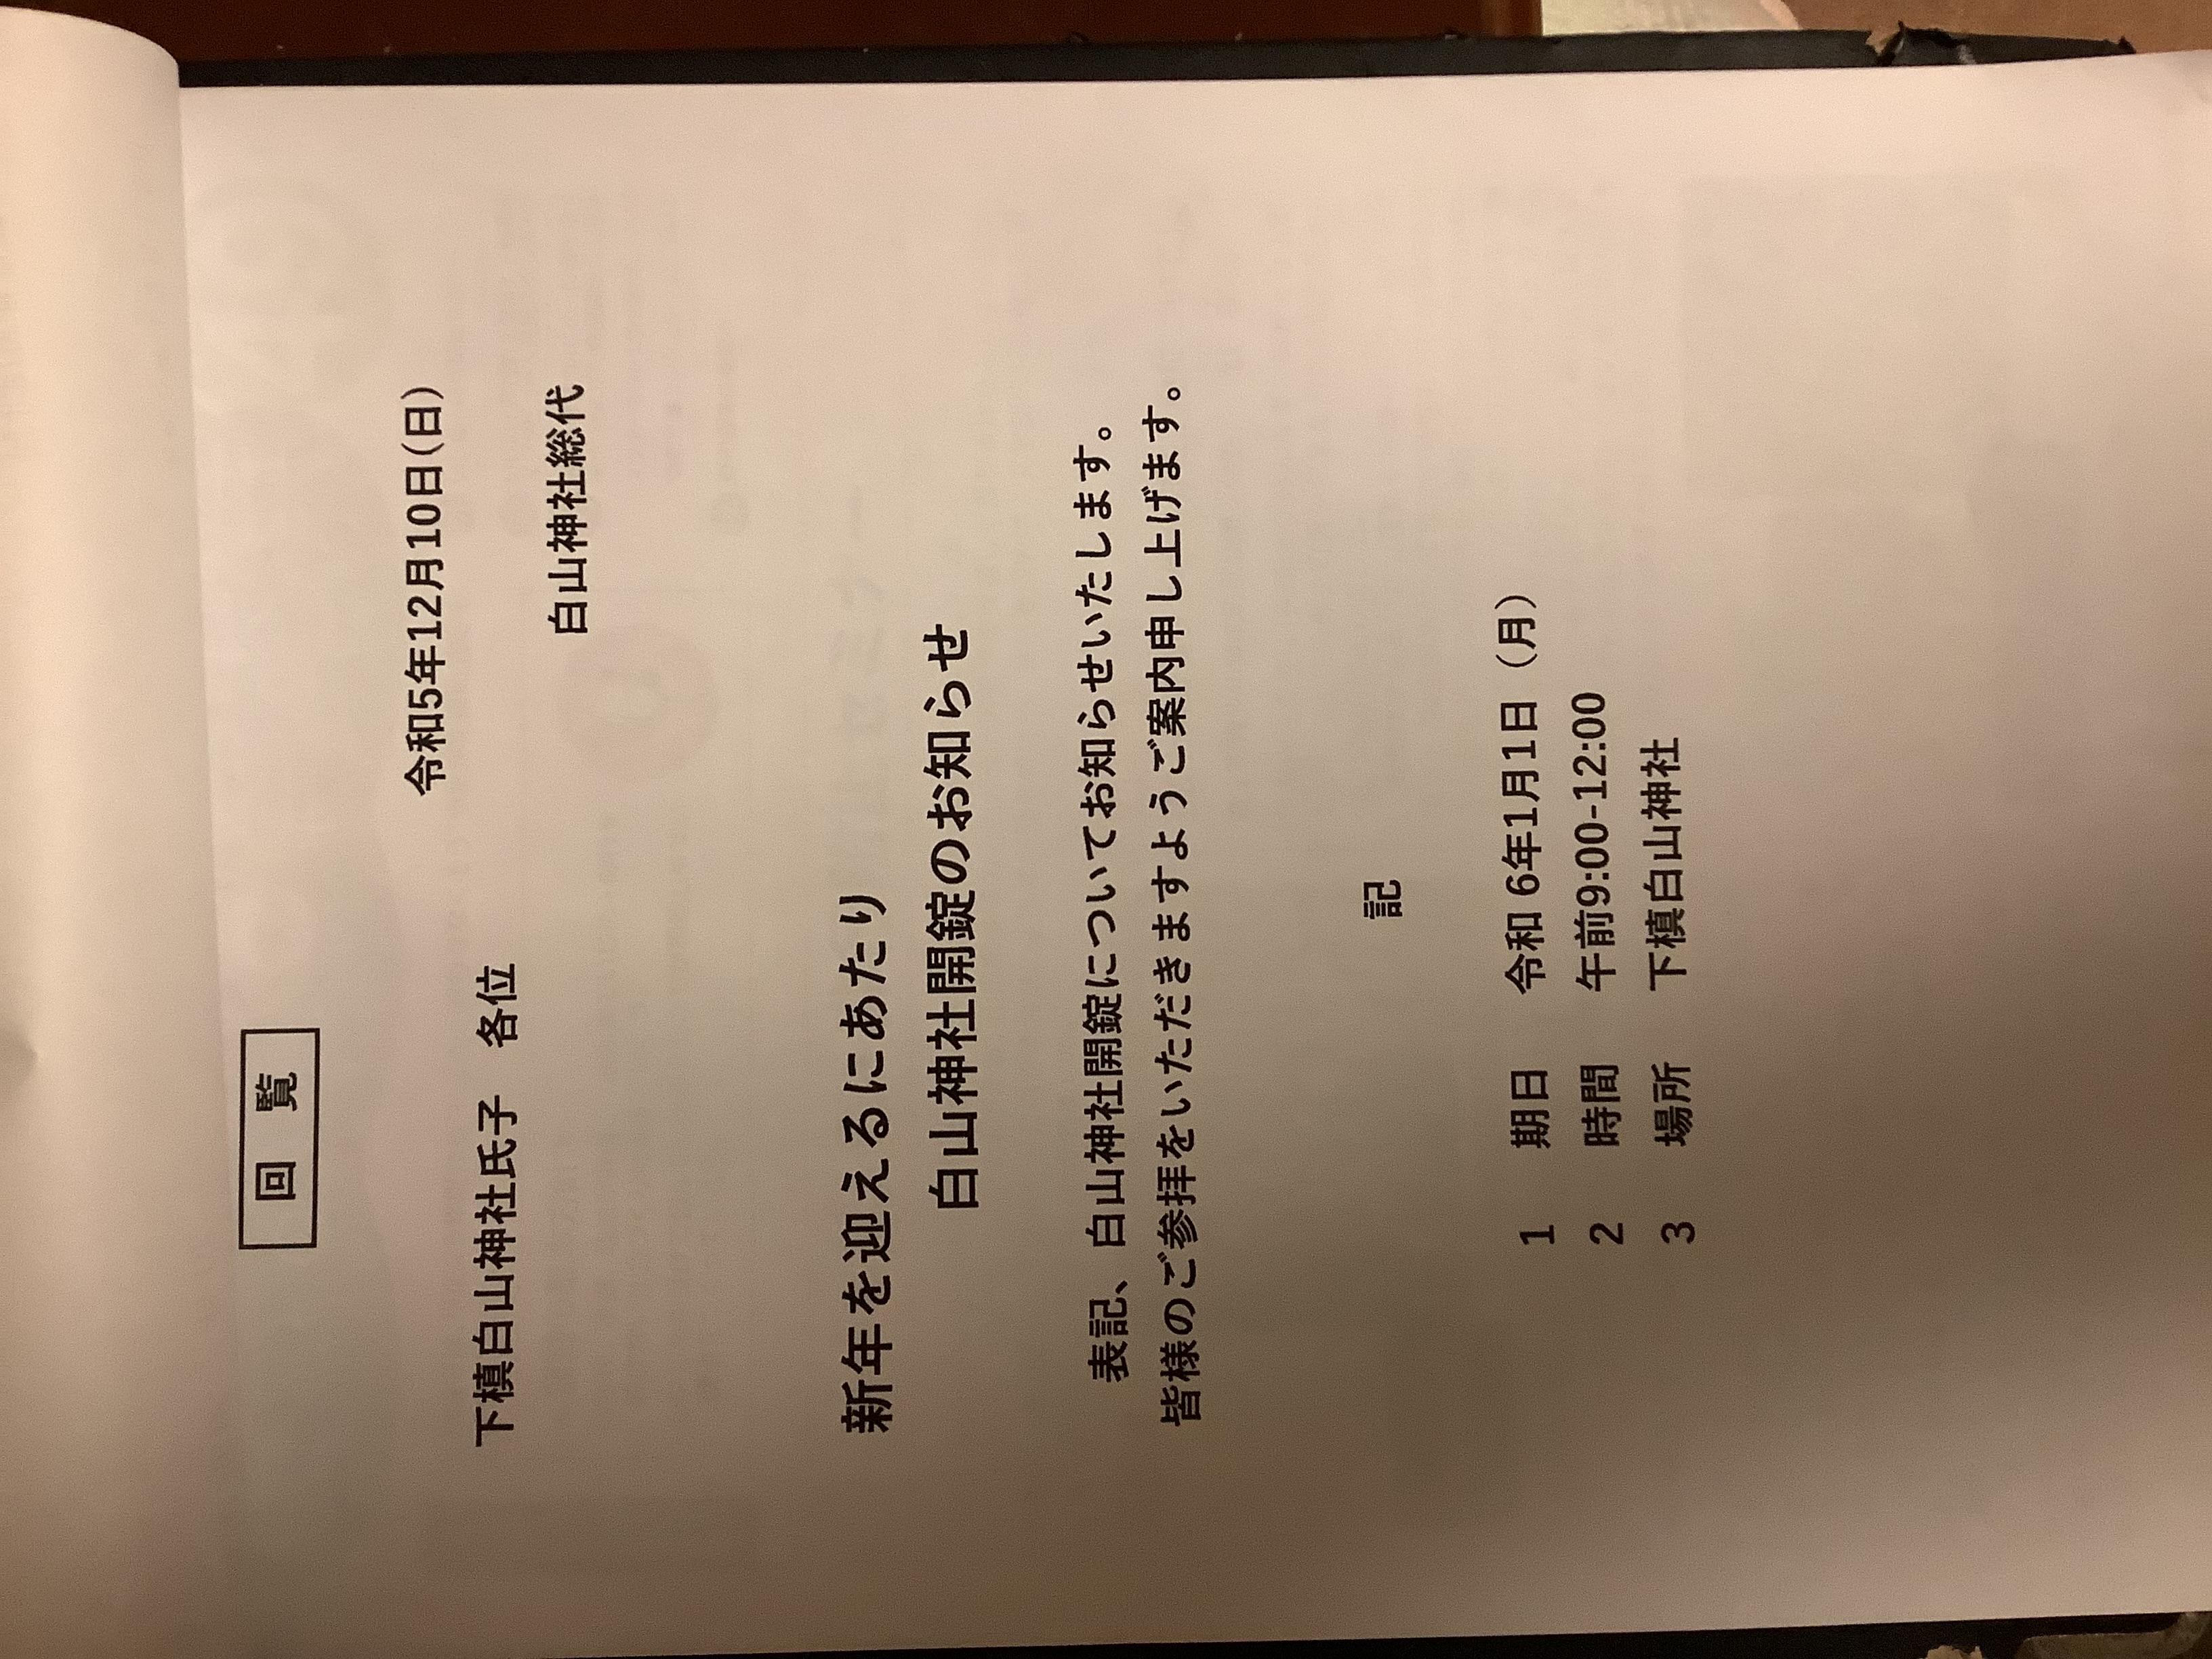 回　覧
令和5年12月10日(日)
下槙白山神社氏子　各位
白山神社総代
新年を迎えるにあたり
白山神社開錠のお知らせ
表記、白山神社開錠についてお知らせいたします。
皆様のご参拝をいただきますようご案内申し上げます。
記
1　期日　令和 6年1月1日（月）
2　時間　午前9:00-12:00
3　場所　下槙白山神社